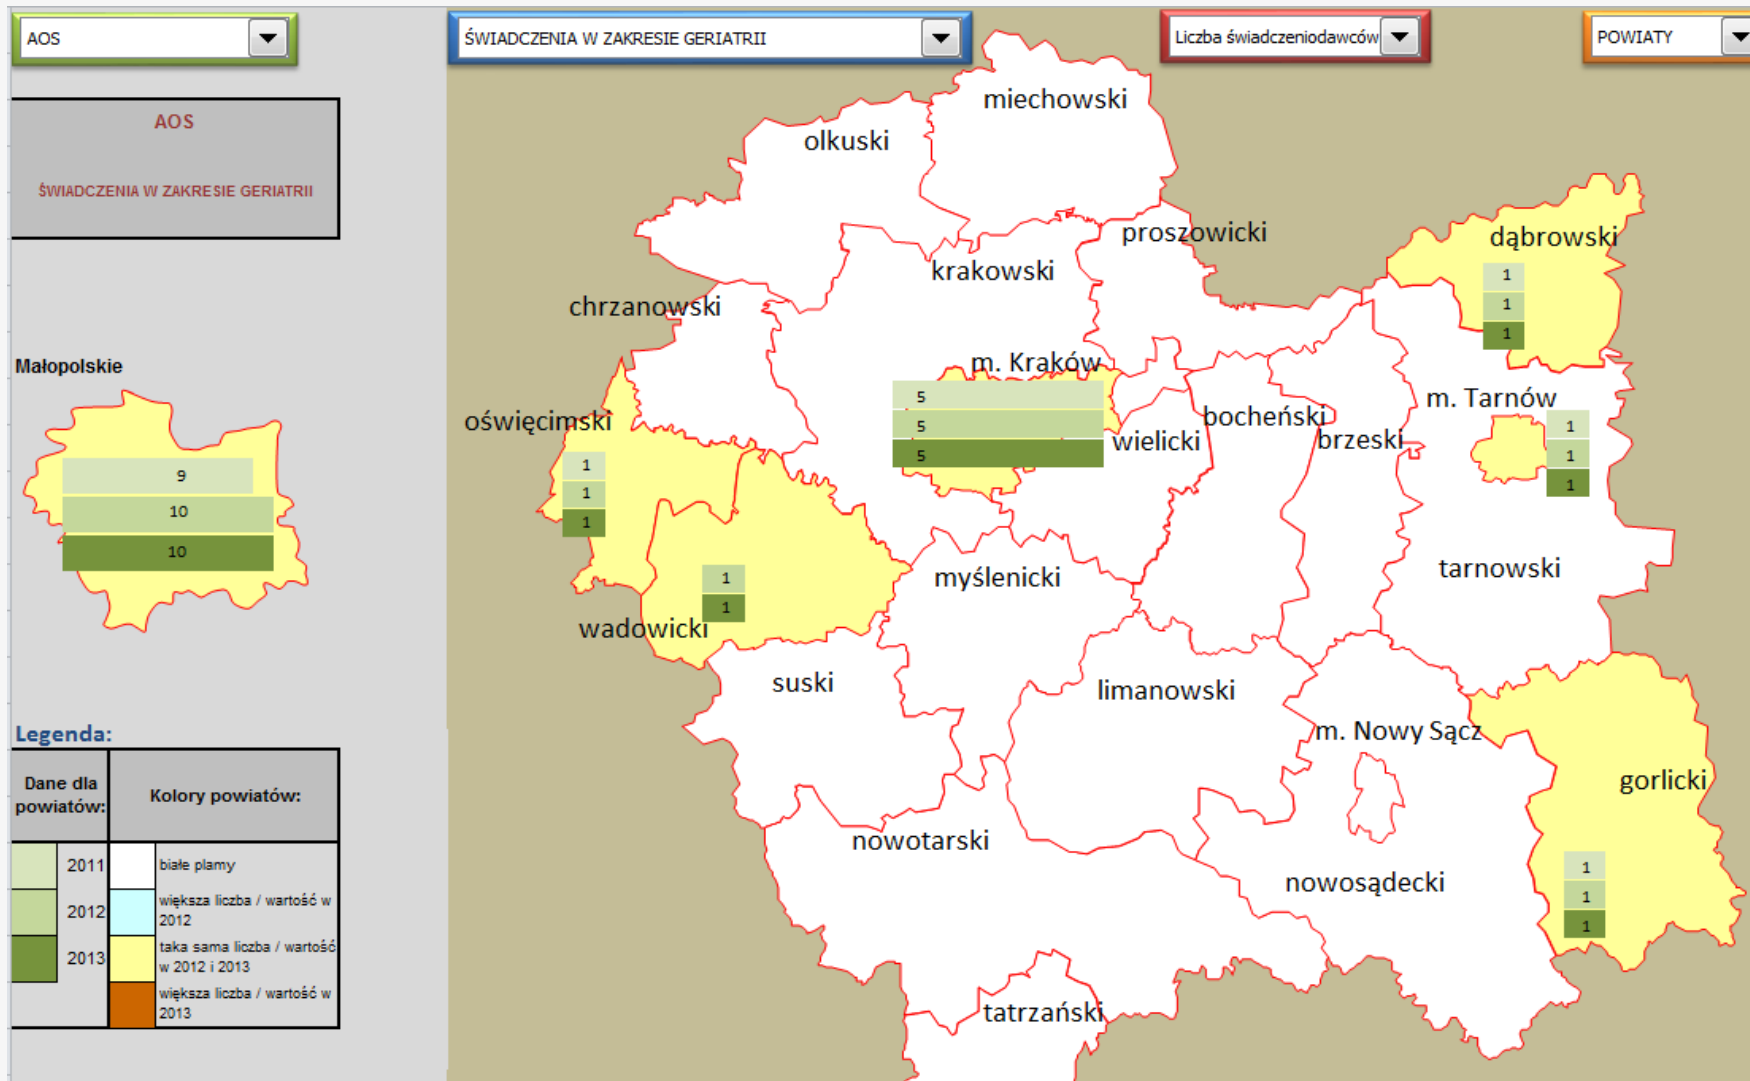 AOS
ŚWIADCZENIA W ZAKRESIE GERIATRII
Liczba świadczeniodawców
POWIATY
AOS
ŚWIADCZENIA W ZAKRESIE GERIATRII
Małopolskie
9
10
10
Legenda:
Dane dla
powiatów:
Kolory powiatów:
2011
białe plamy
2012
większa liczba / wartość w
2012
2013
taka sama liczba / wartość
w 2012 i 2013
większa liczba / wartość w
2013
miechowski
olkuski
proszowicki
dąbrowski
1
1
1
krakowski
chrzanowski
m. Kraków
5
5
5
oświęcimski
1
1
1
wielicki
bocheński
brzeski
m. Tarnów
1
1
1
tarnowski
wadowicki
1
1
myślenicki
suski
limanowski
m. Nowy Sącz
gorlicki
1
1
1
nowotarski
nowosądecki
tatrzański